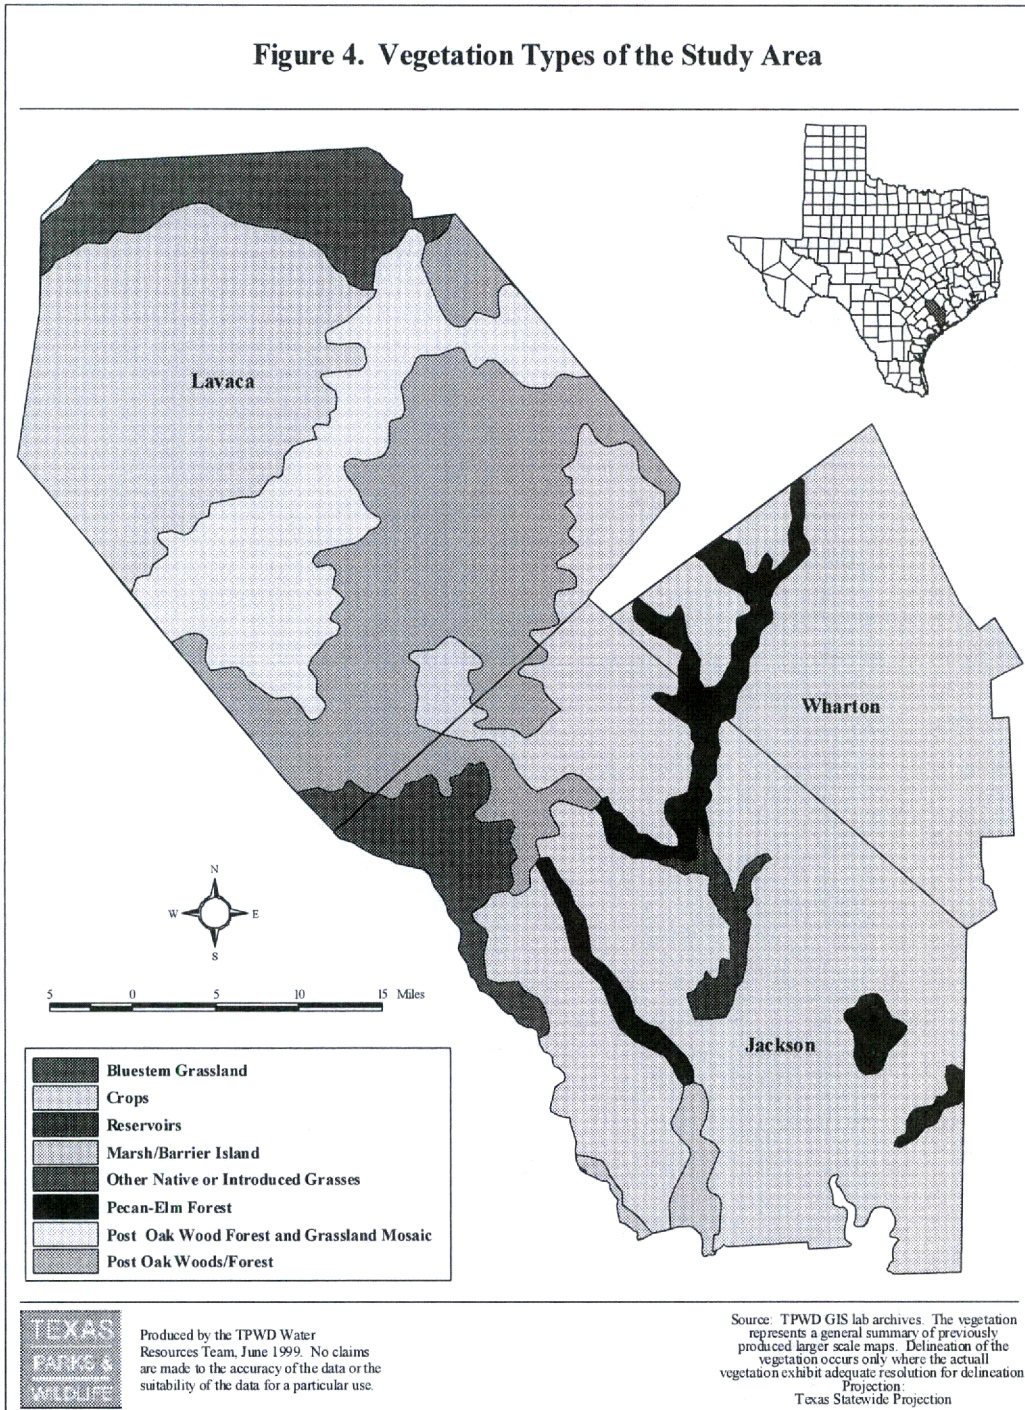 Figure 4.  Vegetation Types of the Study Area
Lavaca
Wharton
N
W
E
S
5 0 5 10 15 Miles
Jackson
Bluestem Grassland
Crops
Reservoirs
Marsh/Barrier Island
Other Native or Introduced Grasses
Pecan-Elm Forest
Post Oak Wood Forest and Grassland Mosaic
Post Oak Woods/Forest
TEXAS
PARKS &
WILDLIFE
Produced by the TPWD Water
Resources Team, June 1999.  No claims
are made to the accuracy of the data or the
suitability of the data for a particular use.
Source:  TPWD GIS lab archives.  The vegetation
represents a general summary of previously
produced larger scale maps.  Delineation of the
vegetation occurs only where the actuall
vegetation exhibit adequate resolution for delineation
Projection:
Texas Statewide Projection